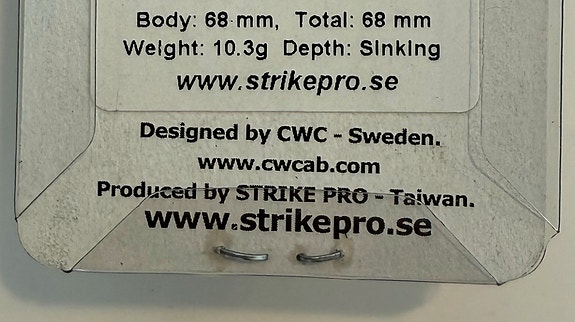 Body: 68 mm, Total: 68 mm
Weight: 10.3g Depth: Sinking
www.strikepro.se
Designed by CWC - Sweden.
www.cwcab.com
Produced by STRIKE PRO - Taiwan.
www.strikepro.se